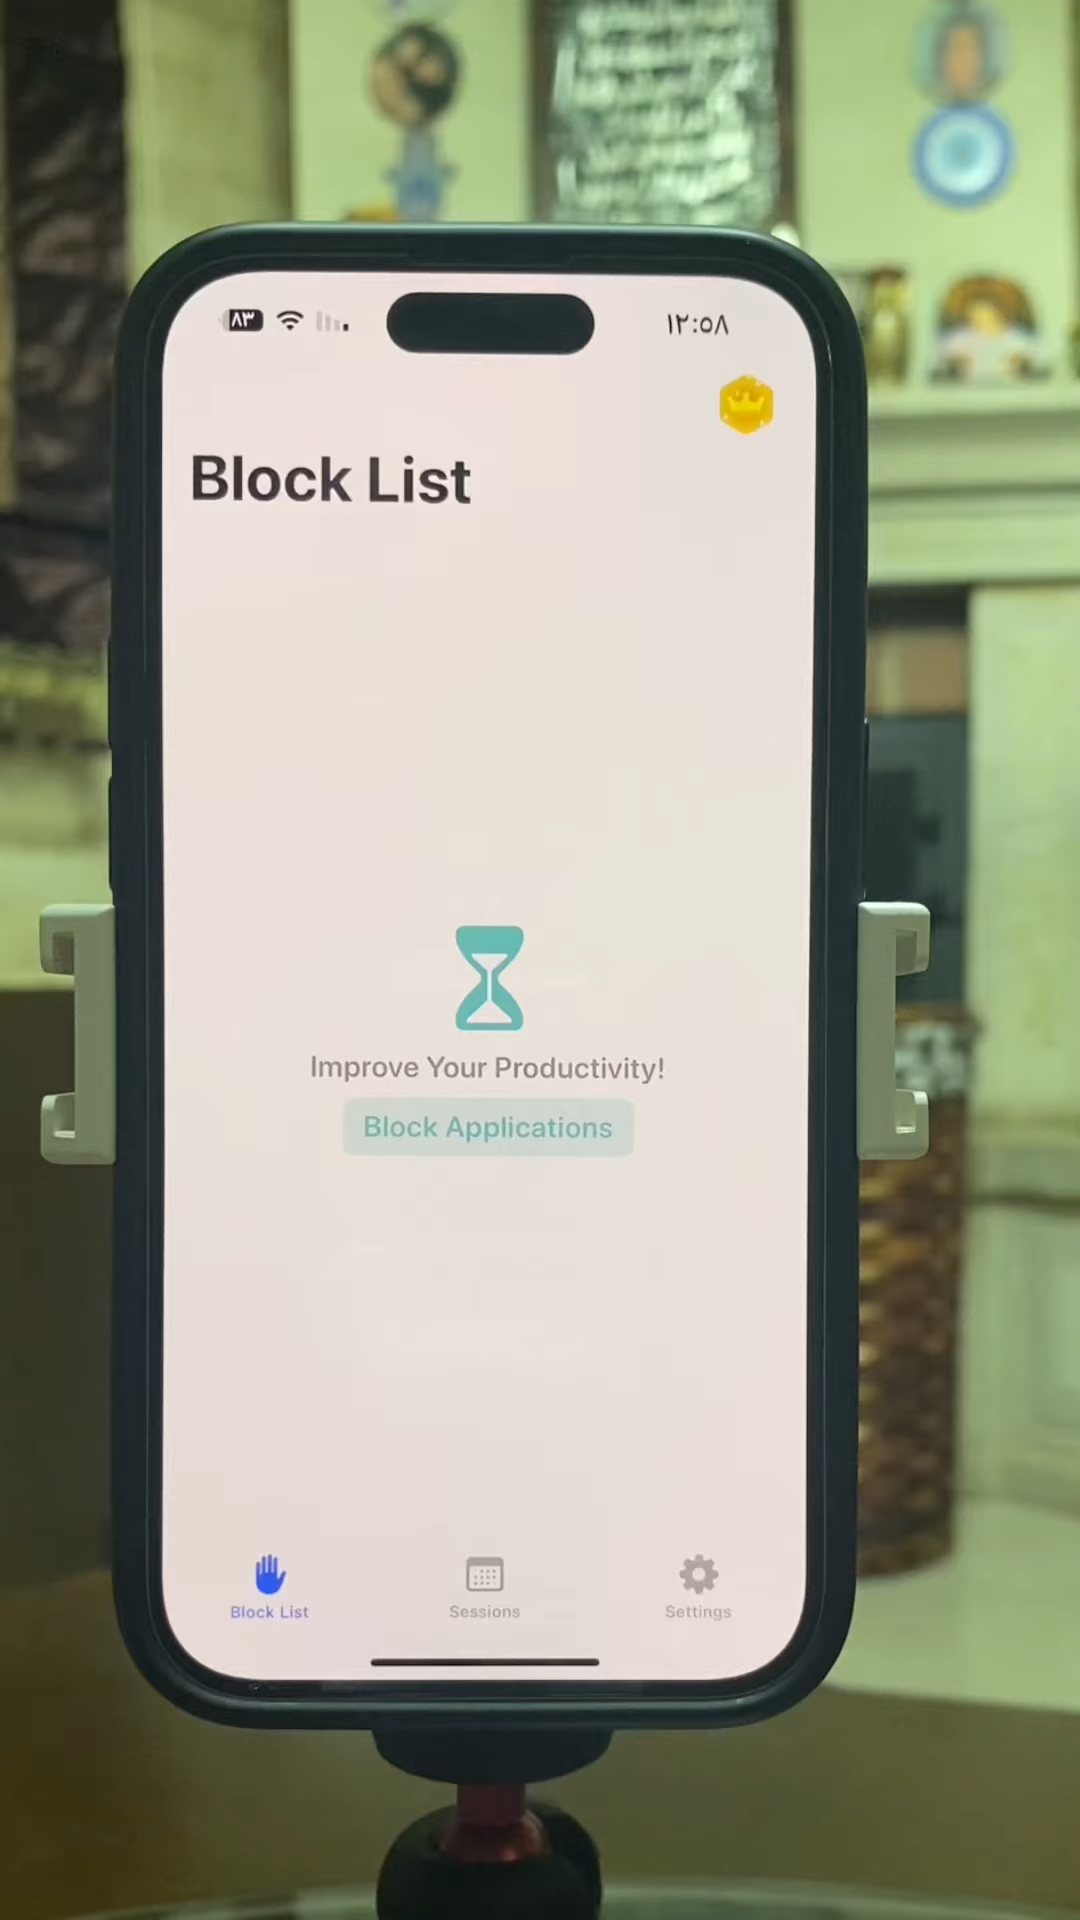 ۸۳
۱۲:۵۸
Block List
Improve Your Productivity!
Block Applications
Block List
Sessions
Settings